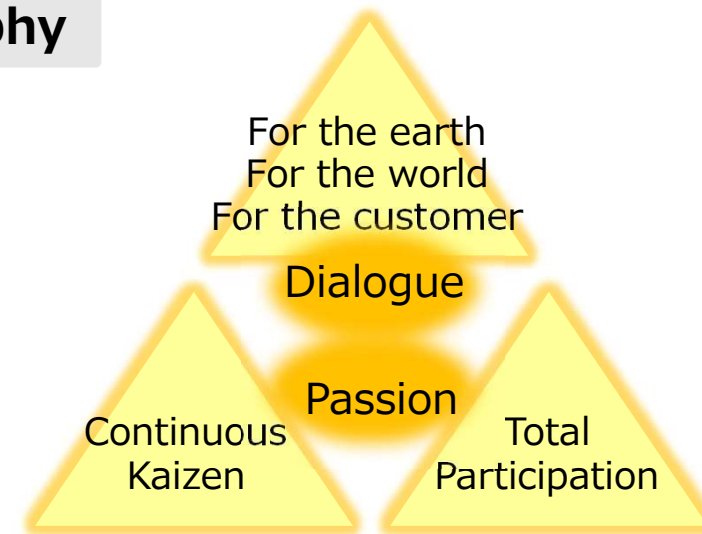 phy
For the earth
For the world
For the customer
Dialogue
Passion
Continuous
Kaizen
Total
Participation